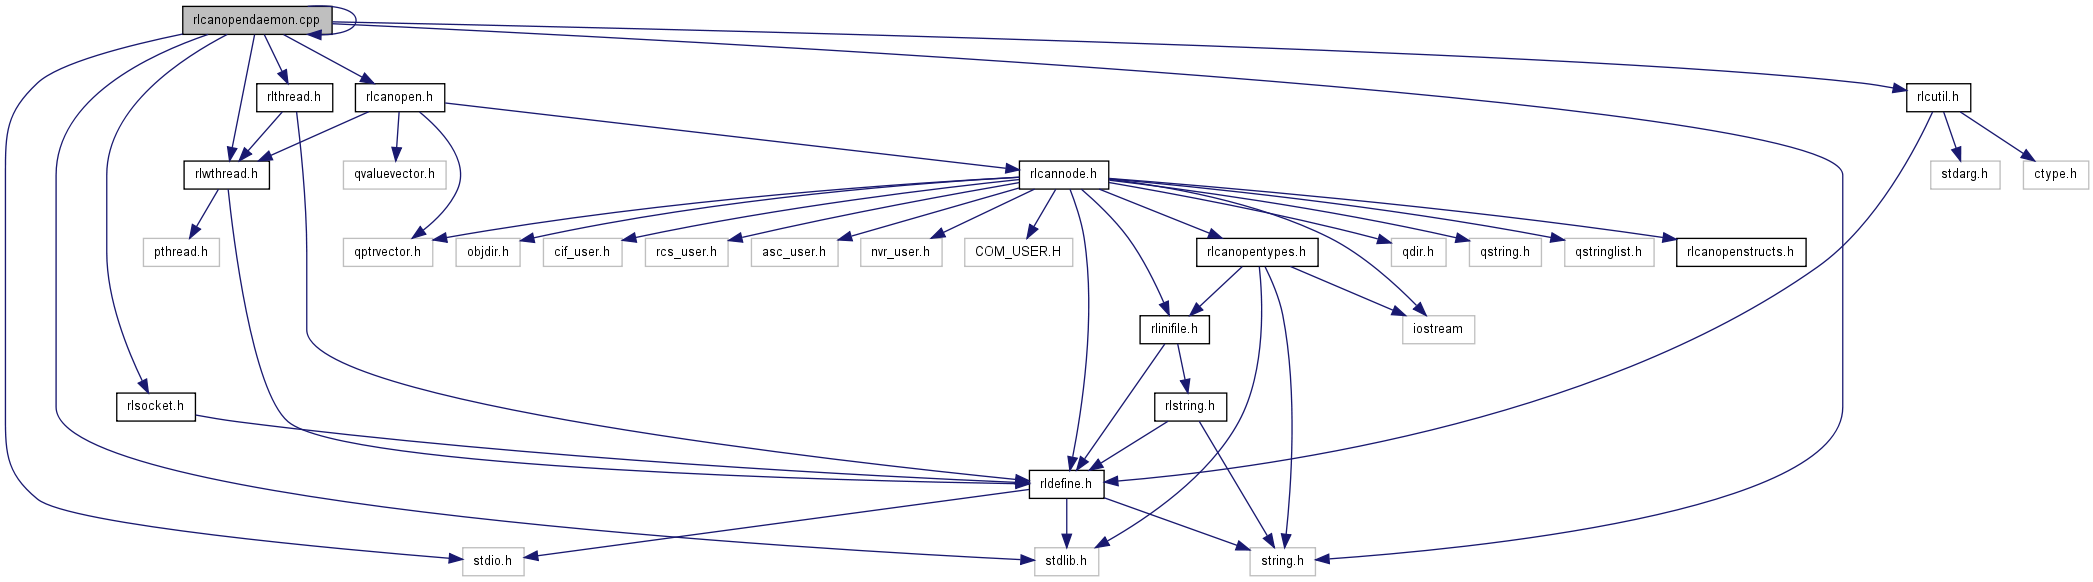 rlcanopendaemon.cpp
rlthread.h
rlcanopen.h
rlcutil.h
rlwthread.h
qvaluevector.h
rlcannode.h
stdarg.h
ctype.h
pthread.h
qptrvector.h
objdir.h
cif_user.h
rcs_user.h
asc_user.h
nvr_user.h
COM_USER.H
rlcanopentypes.h
qdir.h
qstring.h
qstringlist.h
rlcanopenstructs.h
rlinifile.h
iostream
rlsocket.h
rlstring.h
rldefine.h
stdio.h
stdlib.h
string.h